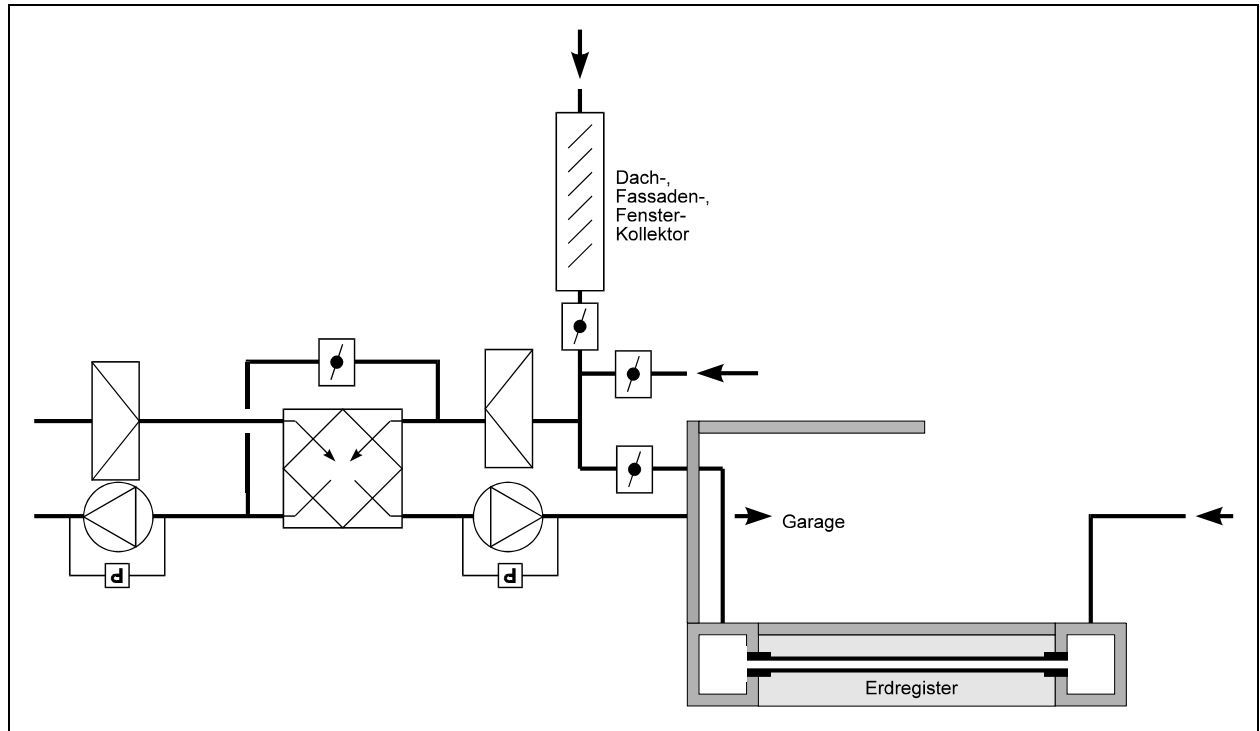 Dach-,
Fassaden-,
Fenster-
Kollektor
Garage
P
P
Erdregister